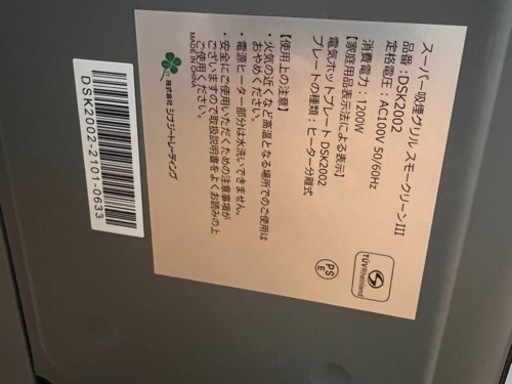 スーパー吸煙グリル スモークリーンIII
品番：DSK2002
定格電圧：AC100V 50/60Hz
消費電力：1200W
【家庭用品表示法による表示】
電気ホットプレート DSK2002
プレートの種類：ヒーター分離式
【使用上の注意】
・火気の近くなど高温となる場所でのご使用は
おやめください。
・電源ヒーター部分は水洗いできません。
・安全にご使用いただくための注意事項が
ございますので取扱説明書をよくお読みの上
ご使用ください。
株式会社 シナジートレーディング
MADE IN CHINA
TÜVRheinland
PS
E
DSK2002-2101-0633